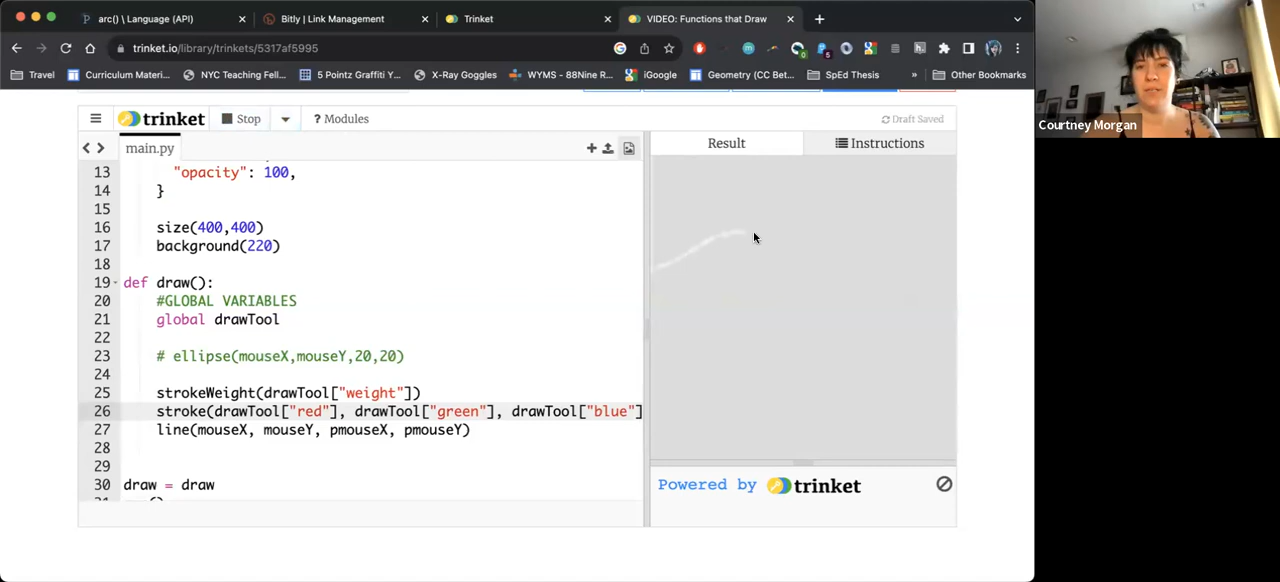 arc() \ Language (API)
Bitly | Link Management
Trinket
VIDEO: Functions that Draw
trinket.io/library/trinkets/5317af5995
Travel
Curriculum Materi...
NYC Teaching Fell...
5 Pointz Graffiti Y...
X-Ray Goggles
WYMS - 88Nine R...
iGoogle
Geometry (CC Bet...
SpEd Thesis
»
Other Bookmarks
Courtney Morgan
trinket
Stop
? Modules
Draft Saved
main.py
Result
Instructions
13 "opacity": 100,
14 }
15
16 size(400,400)
17 background(220)
18
19 def draw():
20 #GLOBAL VARIABLES
21 global drawTool
22
23 # ellipse(mouseX,mouseY,20,20)
24
25 strokeWeight(drawTool["weight"])
26 stroke(drawTool["red"], drawTool["green"], drawTool["blue"]
27 line(mouseX, mouseY, pmouseX, pmouseY)
28
29
30 draw = draw
Powered by trinket